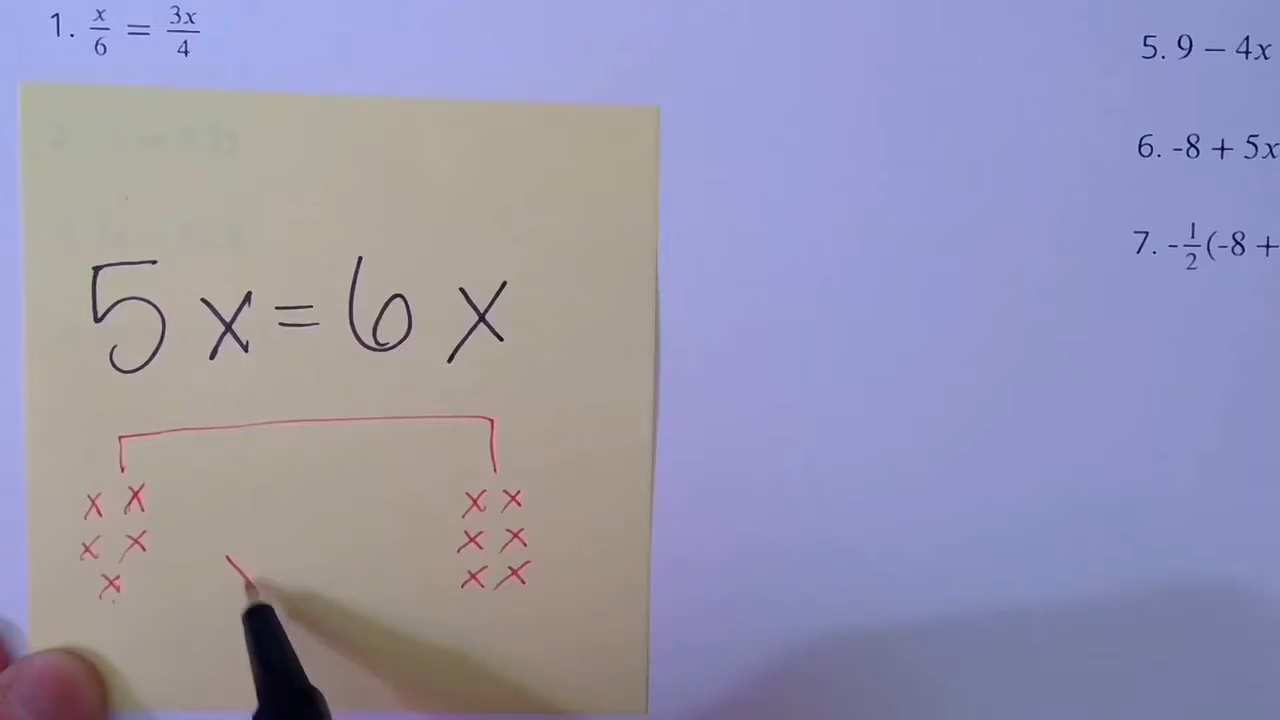 1. x/6 = 3x/4
5x=6x
x x x x
x x x x
x x x
5. 9 – 4x
6. -8 + 5x
7. -1/2(-8 +